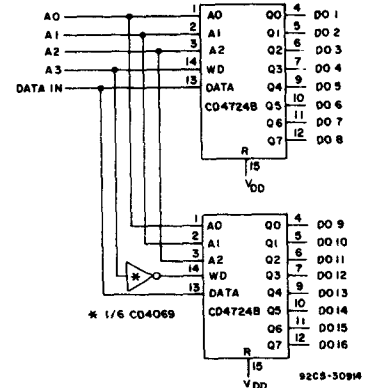 A0 1 A0 Q0 4 DO 1
A1 2 A1 Q1 5 DO 2
A2 3 A2 Q2 6 DO 3
A3 14 WD Q3 7 DO 4
DATA IN 13 DATA Q4 9 DO 5
CD4724B Q5 10 DO 6
Q6 11 DO 7
Q7 12 DO 8
R
15
VDD
1 A0 Q0 4 DO 9
2 A1 Q1 5 DO 10
3 A2 Q2 6 DO 11
* 14 WD Q3 7 DO 12
* 1/6 CD4069 13 DATA Q4 9 DO 13
CD4724B Q5 10 DO 14
Q6 11 DO 15
Q7 12 DO 16
R
15
VDD
92CS-30914